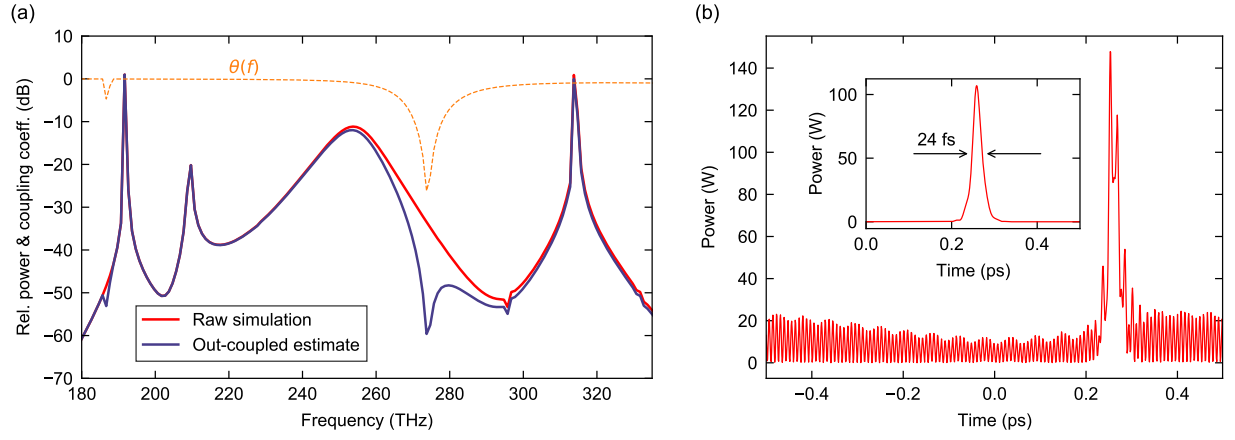 (a)
10
0
−10
−20
−30
−40
−50
−60
−70
Rel. power & coupling coeff. (dB)
θ(f)
Raw simulation
Out-coupled estimate
180 200 220 240 260 280 300 320
Frequency (THz)
(b)
140
120
100
80
60
40
20
0
Power (W)
100
50
0
Power (W)
24 fs
0.0 0.2 0.4
Time (ps)
−0.4 −0.2 0.0 0.2 0.4
Time (ps)